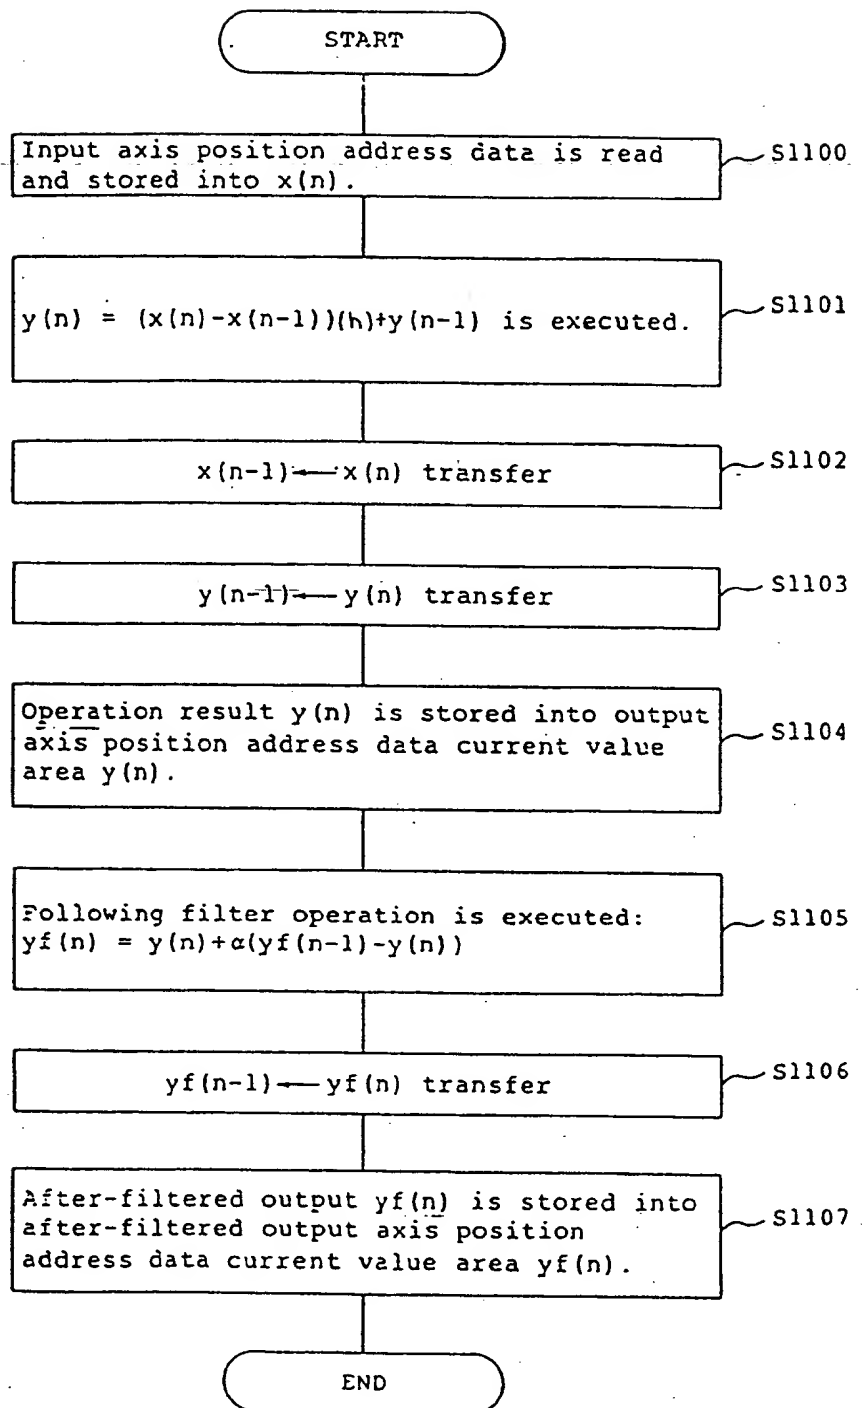 START
Input axis position address data is read
and stored into x(n).
S1100
y(n) = (x(n)-x(n-1))(h)+y(n-1) is executed.
S1101
x(n-1)← x(n) transfer
S1102
y(n-1)← y(n) transfer
S1103
Operation result y(n) is stored into output
axis position address data current value
area y(n).
S1104
Following filter operation is executed:
yf(n) = y(n)+α(yf(n-1)-y(n))
S1105
yf(n-1)← yf(n) transfer
S1106
After-filtered output yf(n) is stored into
after-filtered output axis position
address data current value area yf(n).
S1107
END